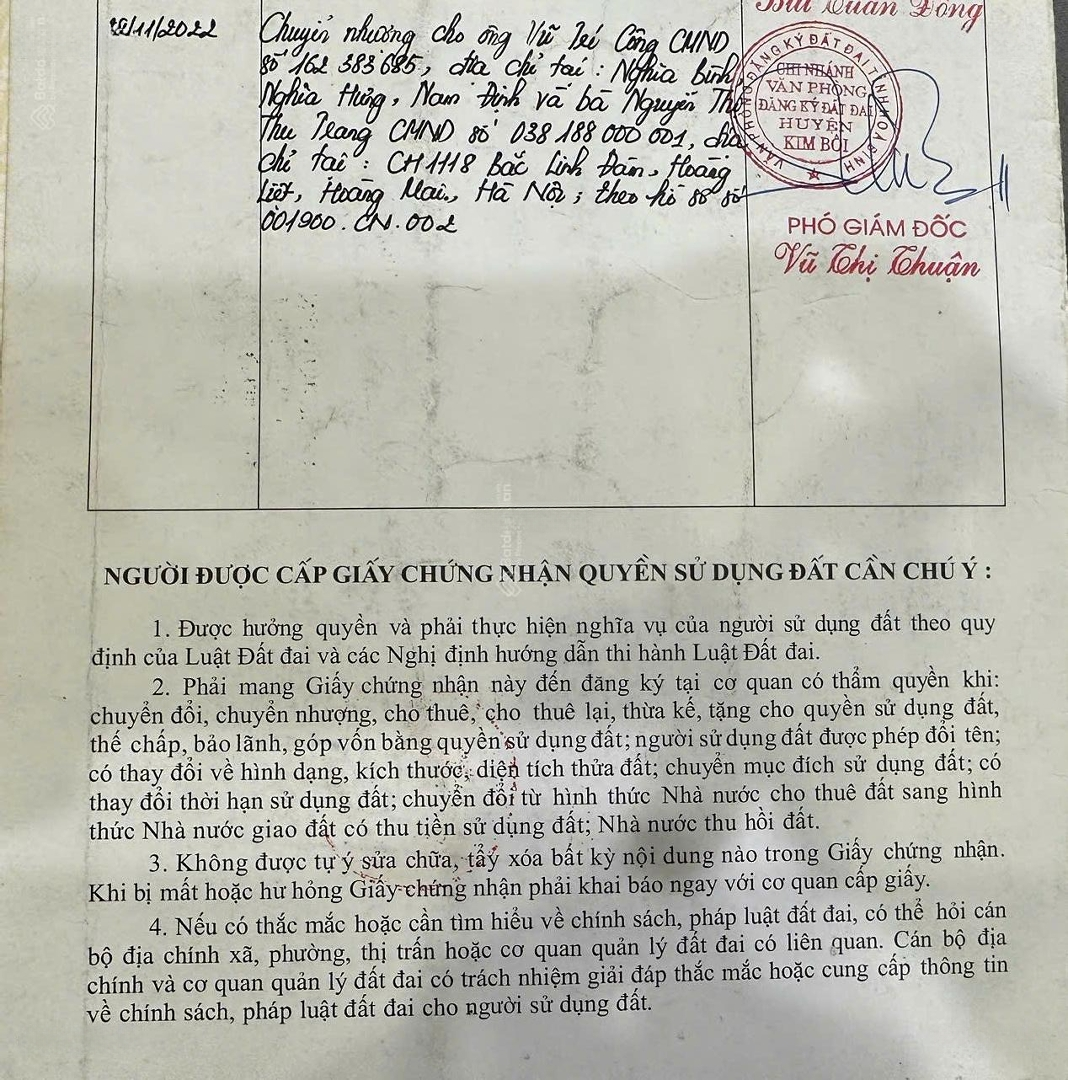 Bùi Quân Đông
22/11/2022
Chuyển nhượng cho ông Vũ Trí Công CMND
số 162 383 685, địa chỉ tại: Nghĩa Bình,
Nghĩa Hưng, Nam Định và bà Nguyễn Thị
Thu Trang CMND số 038 188 000 001, địa
chỉ tại: CH1118 Bắc Linh Đàm, Hoàng
Liệt, Hoàng Mai, Hà Nội; theo hồ sơ số
001900.CN.002
VĂN PHÒNG ĐĂNG KÝ ĐẤT ĐAI TỈNH HÒA BÌNH
CHI NHÁNH
VĂN PHÒNG
ĐĂNG KÝ ĐẤT ĐAI
HUYỆN
KIM BÔI
PHÓ GIÁM ĐỐC
Vũ Thị Thuận
NGƯỜI ĐƯỢC CẤP GIẤY CHỨNG NHẬN QUYỀN SỬ DỤNG ĐẤT CẦN CHÚ Ý :
1. Được hưởng quyền và phải thực hiện nghĩa vụ của người sử dụng đất theo quy
định của Luật Đất đai và các Nghị định hướng dẫn thi hành Luật Đất đai.
2. Phải mang Giấy chứng nhận này đến đăng ký tại cơ quan có thẩm quyền khi:
chuyển đổi, chuyển nhượng, cho thuê, cho thuê lại, thừa kế, tặng cho quyền sử dụng đất,
thế chấp, bảo lãnh, góp vốn bằng quyền sử dụng đất; người sử dụng đất được phép đổi tên;
có thay đổi về hình dạng, kích thước, diện tích thửa đất; chuyển mục đích sử dụng đất; có
thay đổi thời hạn sử dụng đất; chuyển đổi từ hình thức Nhà nước cho thuê đất sang hình
thức Nhà nước giao đất có thu tiền sử dụng đất; Nhà nước thu hồi đất.
3. Không được tự ý sửa chữa, tẩy xóa bất kỳ nội dung nào trong Giấy chứng nhận.
Khi bị mất hoặc hư hỏng Giấy chứng nhận phải khai báo ngay với cơ quan cấp giấy.
4. Nếu có thắc mắc hoặc cần tìm hiểu về chính sách, pháp luật đất đai, có thể hỏi cán
bộ địa chính xã, phường, thị trấn hoặc cơ quan quản lý đất đai có liên quan. Cán bộ địa
chính và cơ quan quản lý đất đai có trách nhiệm giải đáp thắc mắc hoặc cung cấp thông tin
về chính sách, pháp luật đất đai cho người sử dụng đất.